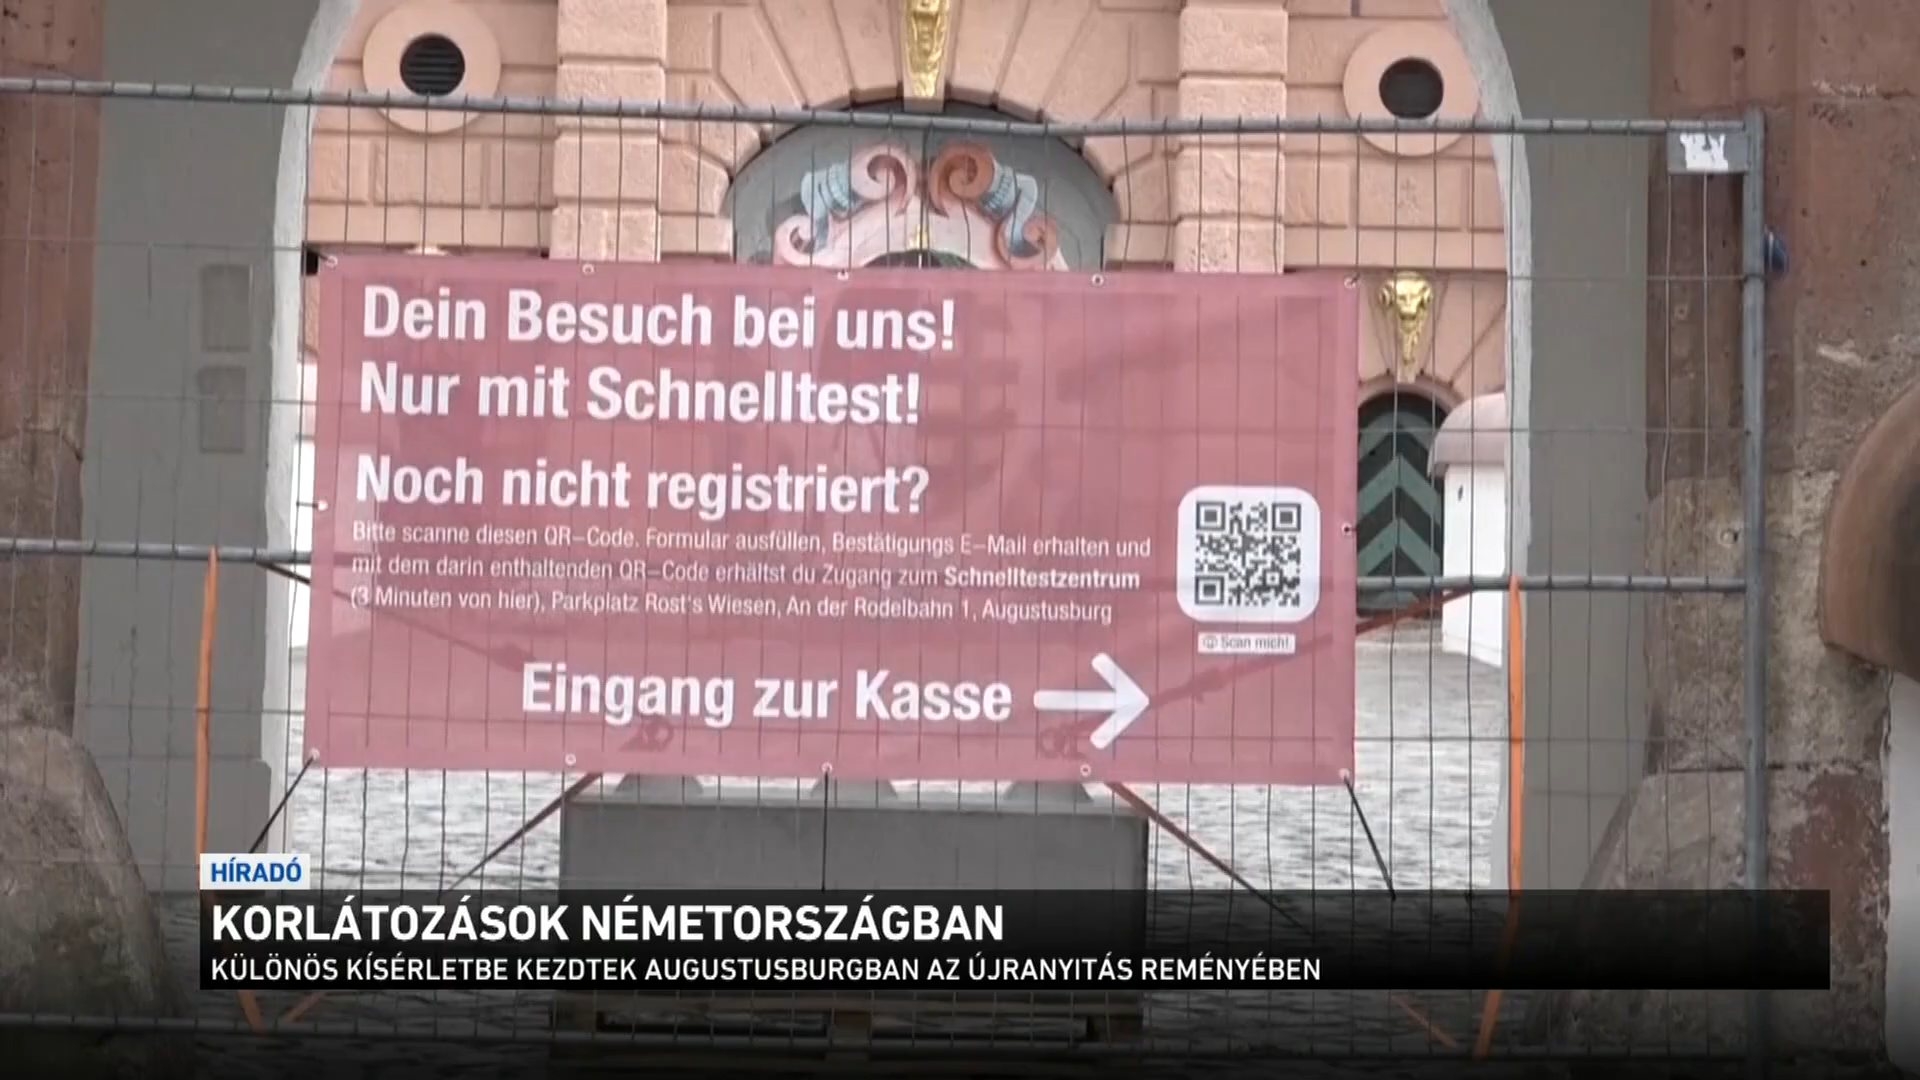 Dein Besuch bei uns!
Nur mit Schnelltest!
Noch nicht registriert?
Bitte scanne diesen QR-Code. Formular ausfüllen, Bestätigungs E-Mail erhalten und
mit dem darin enthaltenden QR-Code erhältst du Zugang zum Schnelltestzentrum
(3 Minuten von hier), Parkplatz Rost's Wiesen, An der Rodelbahn 1, Augustusburg
Scan mich!
Eingang zur Kasse
HÍRADÓ
KORLÁTOZÁSOK NÉMETORSZÁGBAN
KÜLÖNÖS KÍSÉRLETBE KEZDTEK AUGUSTUSBURGBAN AZ ÚJRANYITÁS REMÉNYÉBEN